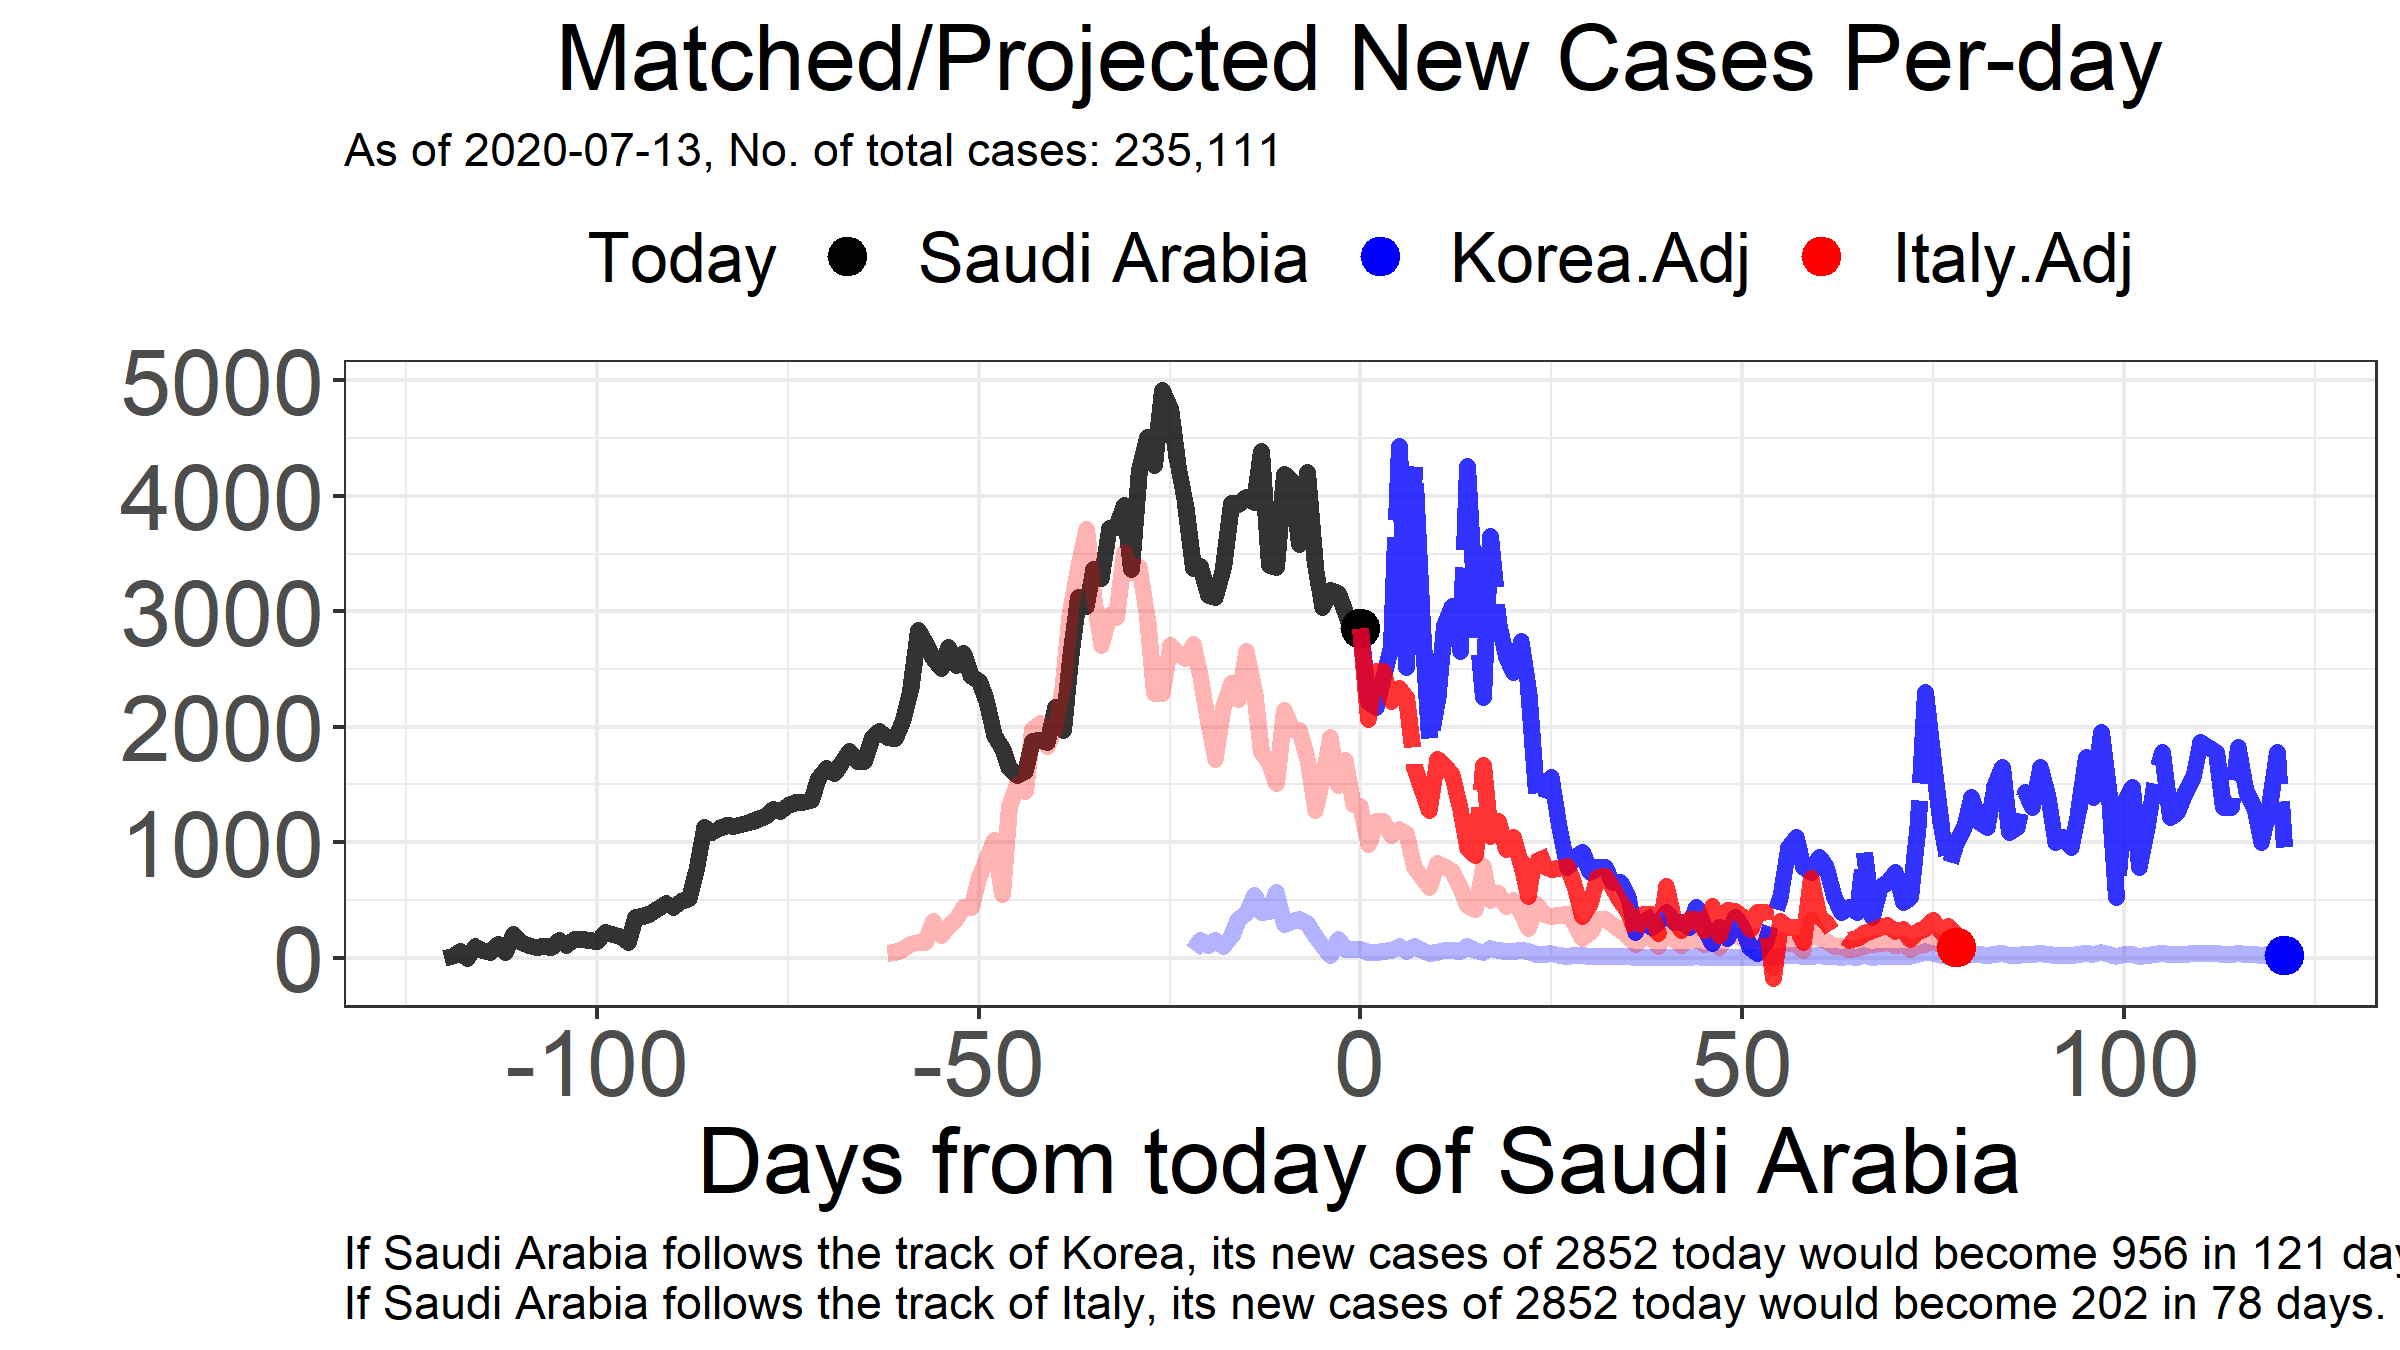 Matched/Projected New Cases Per-day
As of 2020-07-13, No. of total cases: 235,111
Today Saudi Arabia Korea.Adj Italy.Adj
5000
4000
3000
2000
1000
0
-100 -50 0 50 100
Days from today of Saudi Arabia
If Saudi Arabia follows the track of Korea, its new cases of 2852 today would become 956 in 121 day
If Saudi Arabia follows the track of Italy, its new cases of 2852 today would become 202 in 78 days.